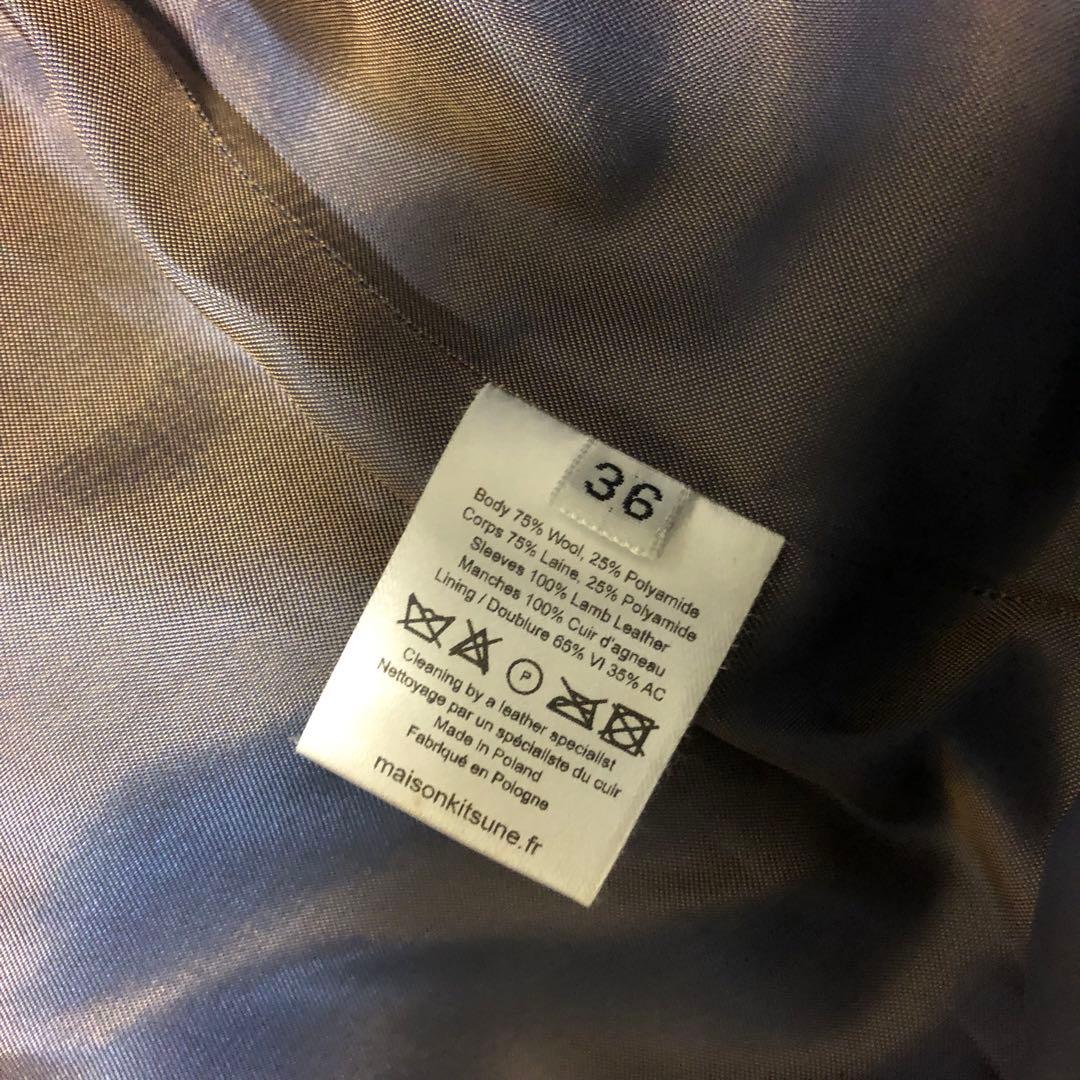 36
Body 75% Wool, 25% Polyamide
Corps 75% Laine, 25% Polyamide
Sleeves 100% Lamb Leather
Manches 100% Cuir d'agneau
Lining / Doublure 65% VI 35% AC
P
Cleaning by a leather specialist
Nettoyage par un spécialiste du cuir
Made in Poland
Fabriqué en Pologne
maisonkitsune.fr